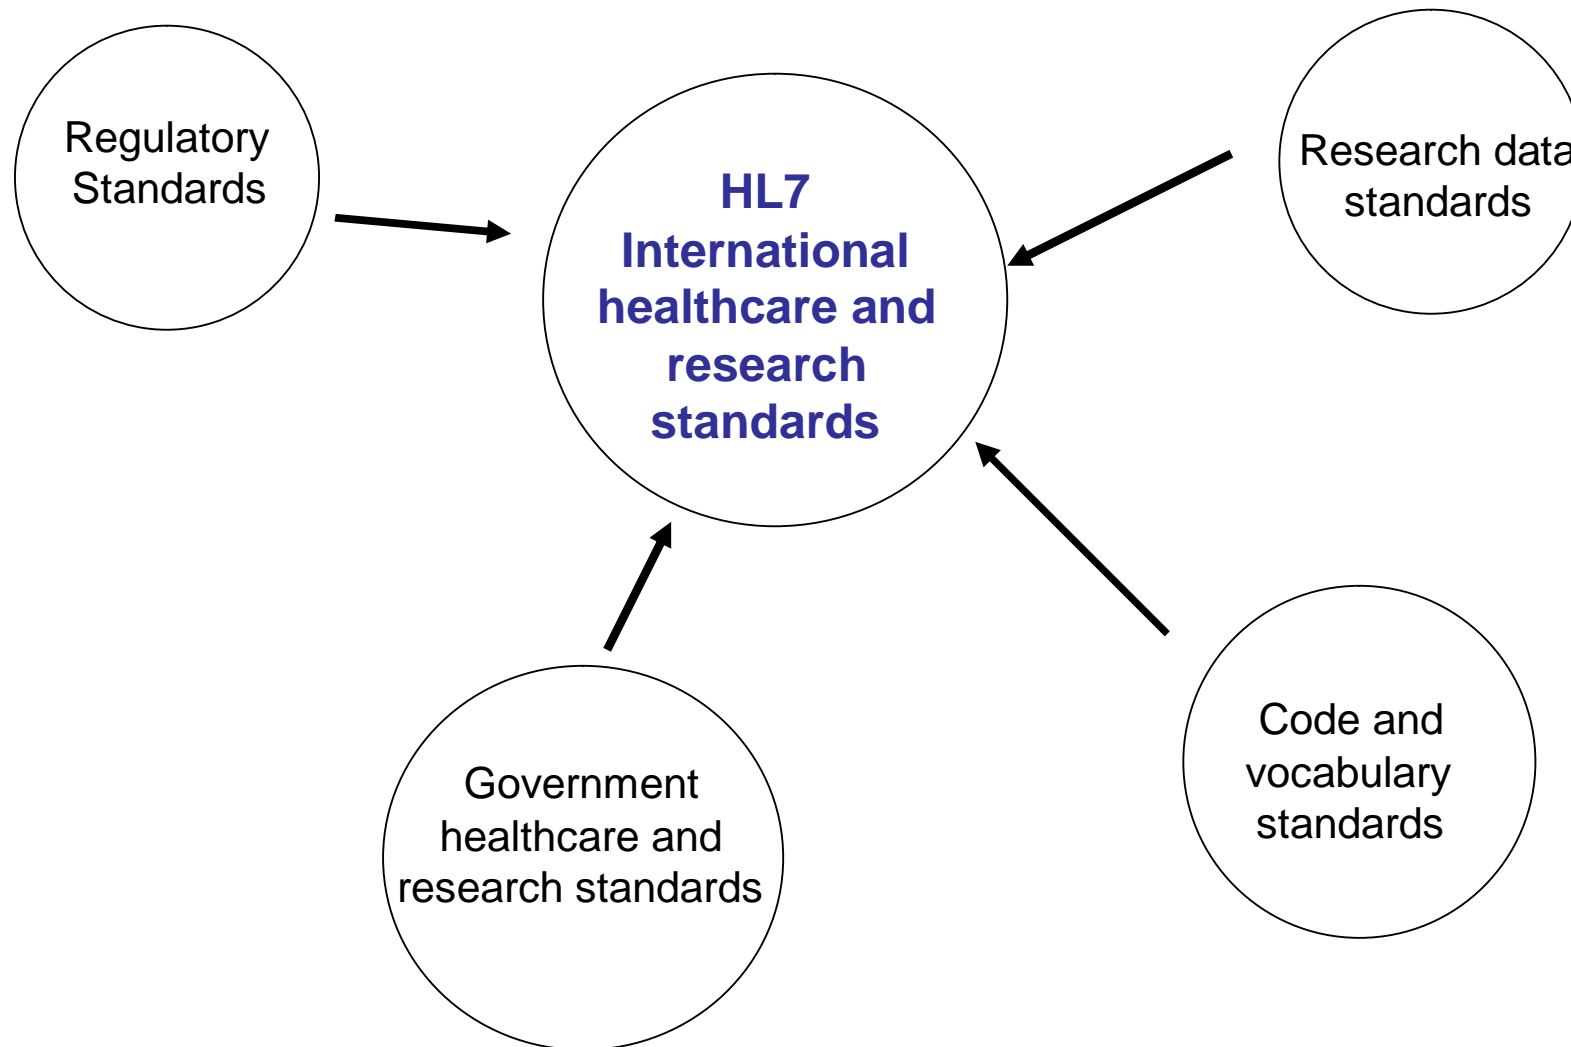 Regulatory
Standards
HL7
International
healthcare and
research
standards
Research data
standards
Government
healthcare and
research standards
Code and
vocabulary
standards